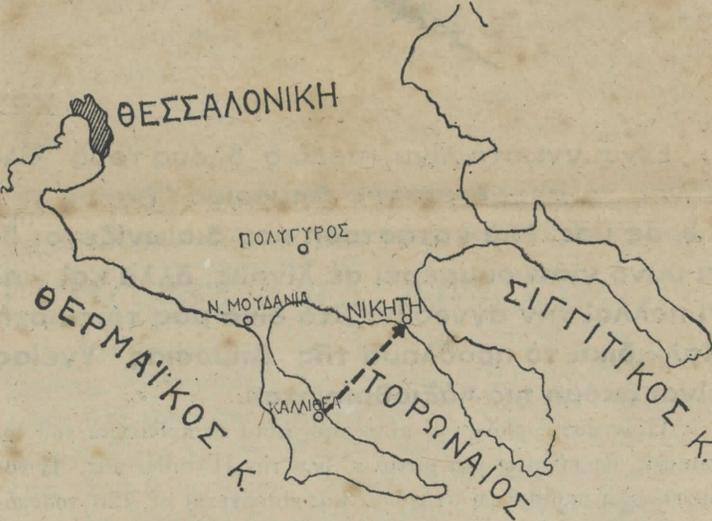 ΘΕΣΣΑΛΟΝΙΚΗ
ΠΟΛΥΓΥΡΟΣ
Ν. ΜΟΥΔΑΝΙΑ
ΝΙΚΗΤΗ
ΣΙΓΓΙΤΙΚΟΣ Κ.
ΘΕΡΜΑΪΚΟΣ Κ.
ΚΑΛΛΙΘΕΑ
ΤΟΡΩΝΑΙΟΣ